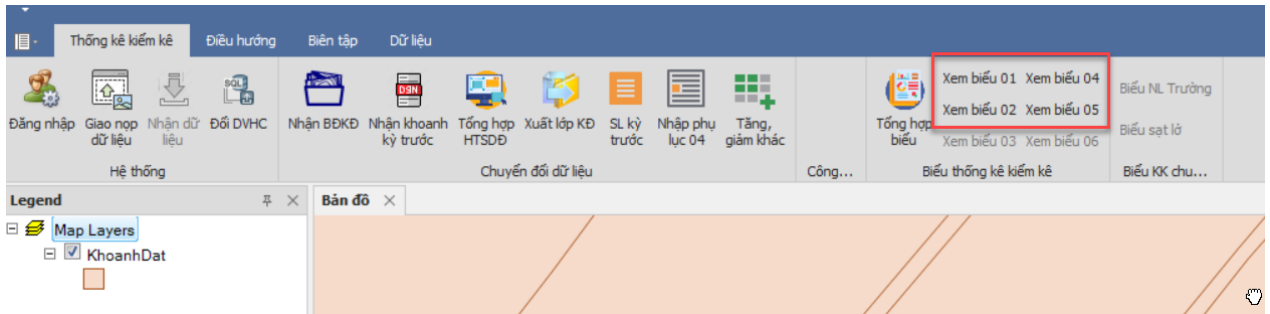 Thống kê kiểm kê Điều hướng Biên tập Dữ liệu
Đăng nhập
Giao nọp dữ liệu
Nhận dữ liệu
Đổi DVHC
Hệ thống
Nhận BĐKĐ
Nhận khoanh kỳ trước
Tổng hợp HTSDĐ
Xuất lớp KĐ
SL kỳ trước
Nhập phụ lục 04
Tăng, giảm khác
Chuyển đổi dữ liệu
Công...
Tổng hợp biểu
Xem biểu 01 Xem biểu 04
Xem biểu 02 Xem biểu 05
Xem biểu 03 Xem biểu 06
Biểu thống kê kiểm kê
Biểu NL Trường
Biểu sạt lở
Biểu KK chu...
Legend
Bản đồ
Map Layers
KhoanhDat
SQL
DGN